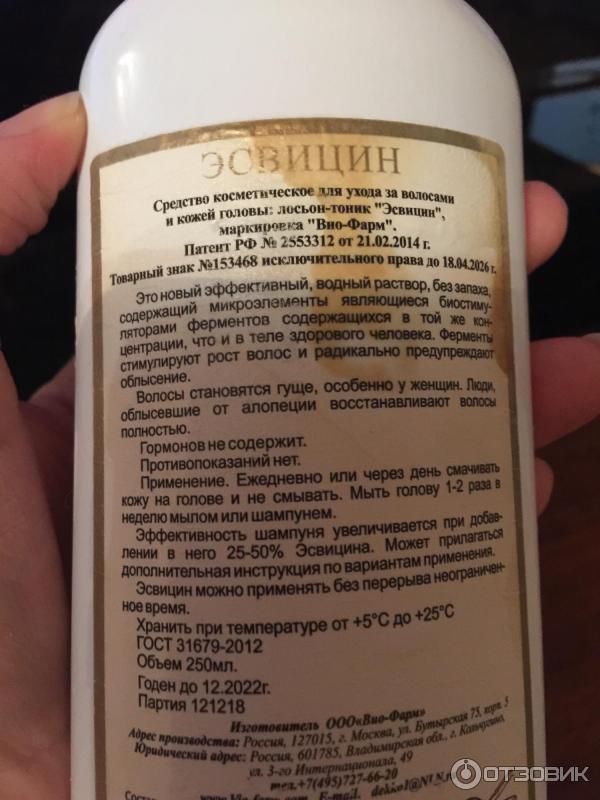 ЭСВИЦИН
Средство косметическое для ухода за волосами
и кожей головы: лосьон-тоник "Эсвицин",
маркировка "Вио-Фарм".
Патент РФ № 2553312 от 21.02.2014 г.
Товарный знак №153468 исключительного права до 18.04.2026 г.
Это новый эффективный, водный раствор, без запаха,
содержащий микроэлементы являющиеся биостиму-
ляторами ферментов содержащихся в той же кон-
центрации, что и в теле здорового человека. Ферменты
стимулируют рост волос и радикально предупреждают
облысение.
Волосы становятся гуще, особенно у женщин. Люди,
облысевшие от алопеции восстанавливают волосы
полностью.
Гормонов не содержит.
Противопоказаний нет.
Применение. Ежедневно или через день смачивать
кожу на голове и не смывать. Мыть голову 1-2 раза в
неделю мылом или шампунем.
Эффективность шампуня увеличивается при добав-
лении в него 25-50% Эсвицина. Может прилагаться
дополнительная инструкция по вариантам применения.
Эсвицин можно применять без перерыва неограничен-
ное время.
Хранить при температуре от +5°С до +25°С
ГОСТ 31679-2012
Объем 250мл.
Годен до 12.2022г.
Партия 121218
Изготовитель ООО«Вио-Фарм»
Адрес производства: Россия, 127015, г. Москва, ул. Бутырская 75, корп. 5
Юридический адрес: Россия, 601785, Владимирская обл., г. Кольчугино,
ул. 3-го Интернационала, 49
тел.+7(495)727-66-20
E-mail:
Состав
ОТЗОВИК